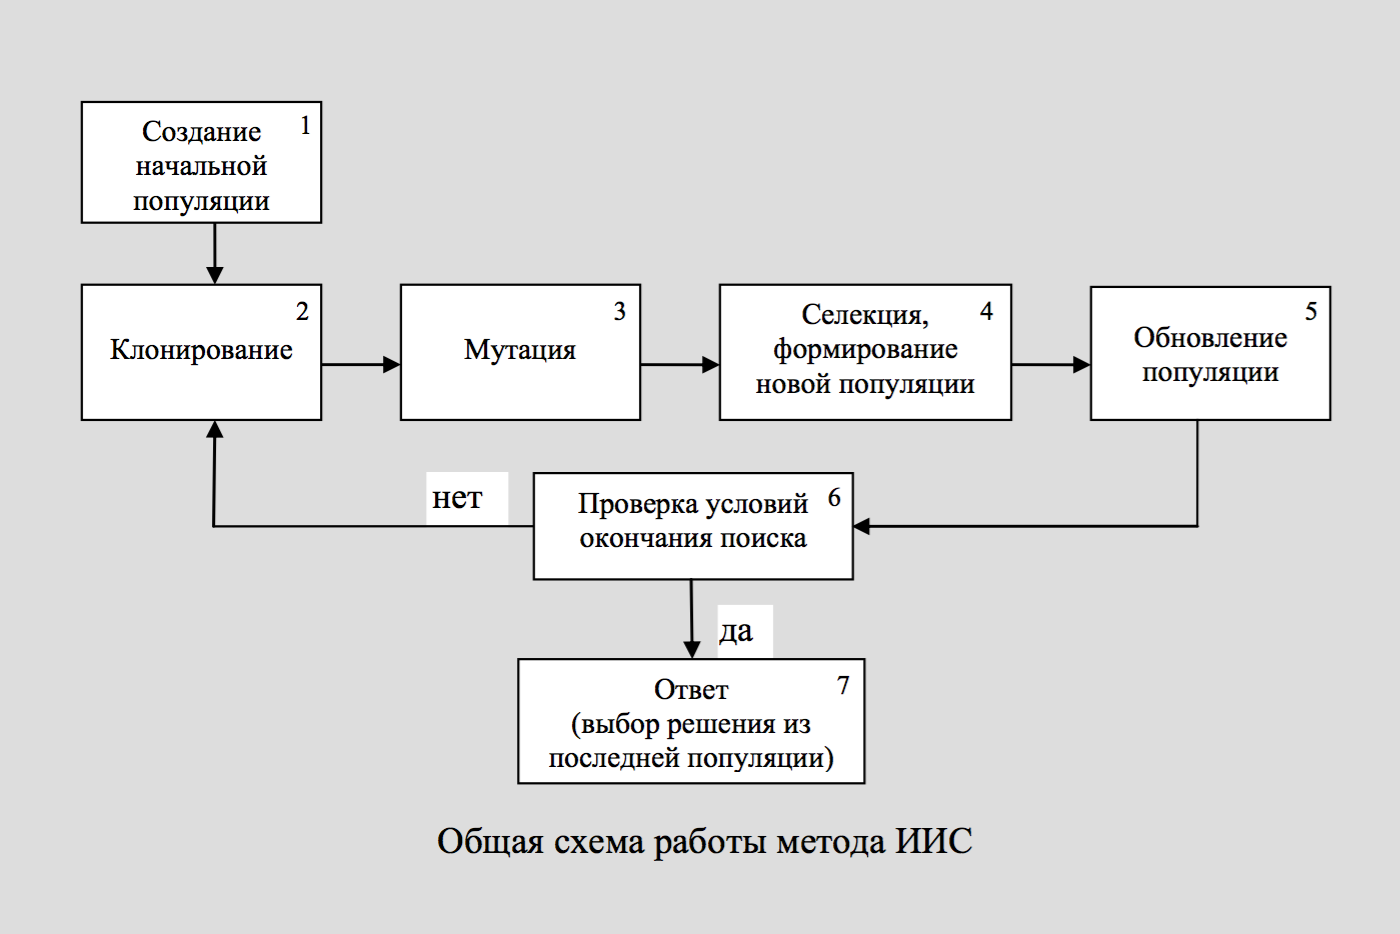 1
Создание
начальной
популяции
2
Клонирование
3
Мутация
4
Селекция,
формирование
новой популяции
5
Обновление
популяции
нет
6
Проверка условий
окончания поиска
да
7
Ответ
(выбор решения из
последней популяции)
Общая схема работы метода ИИС